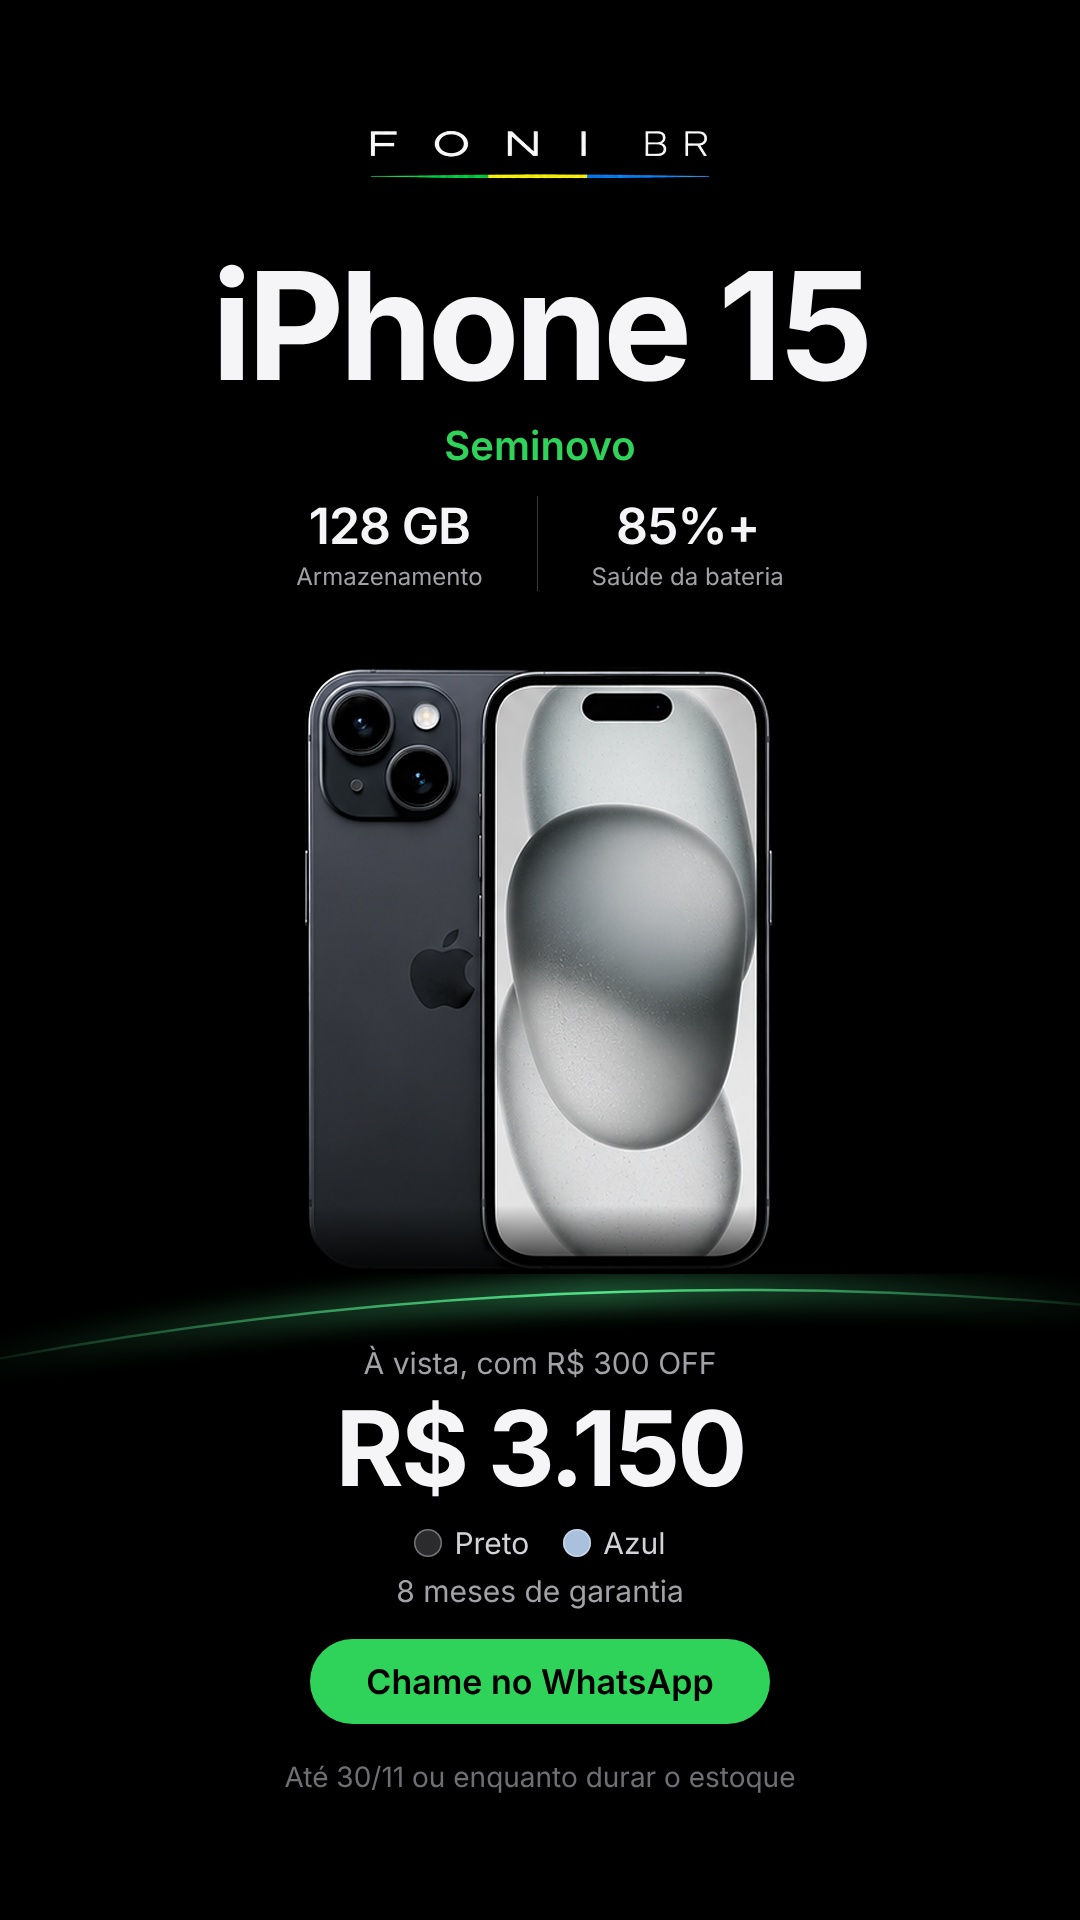 FONI BR
iPhone 15
Seminovo
128 GB
Armazenamento
85%+
Saúde da bateria
À vista, com R$ 300 OFF
R$ 3.150
Preto
Azul
8 meses de garantia
Chame no WhatsApp
Até 30/11 ou enquanto durar o estoque